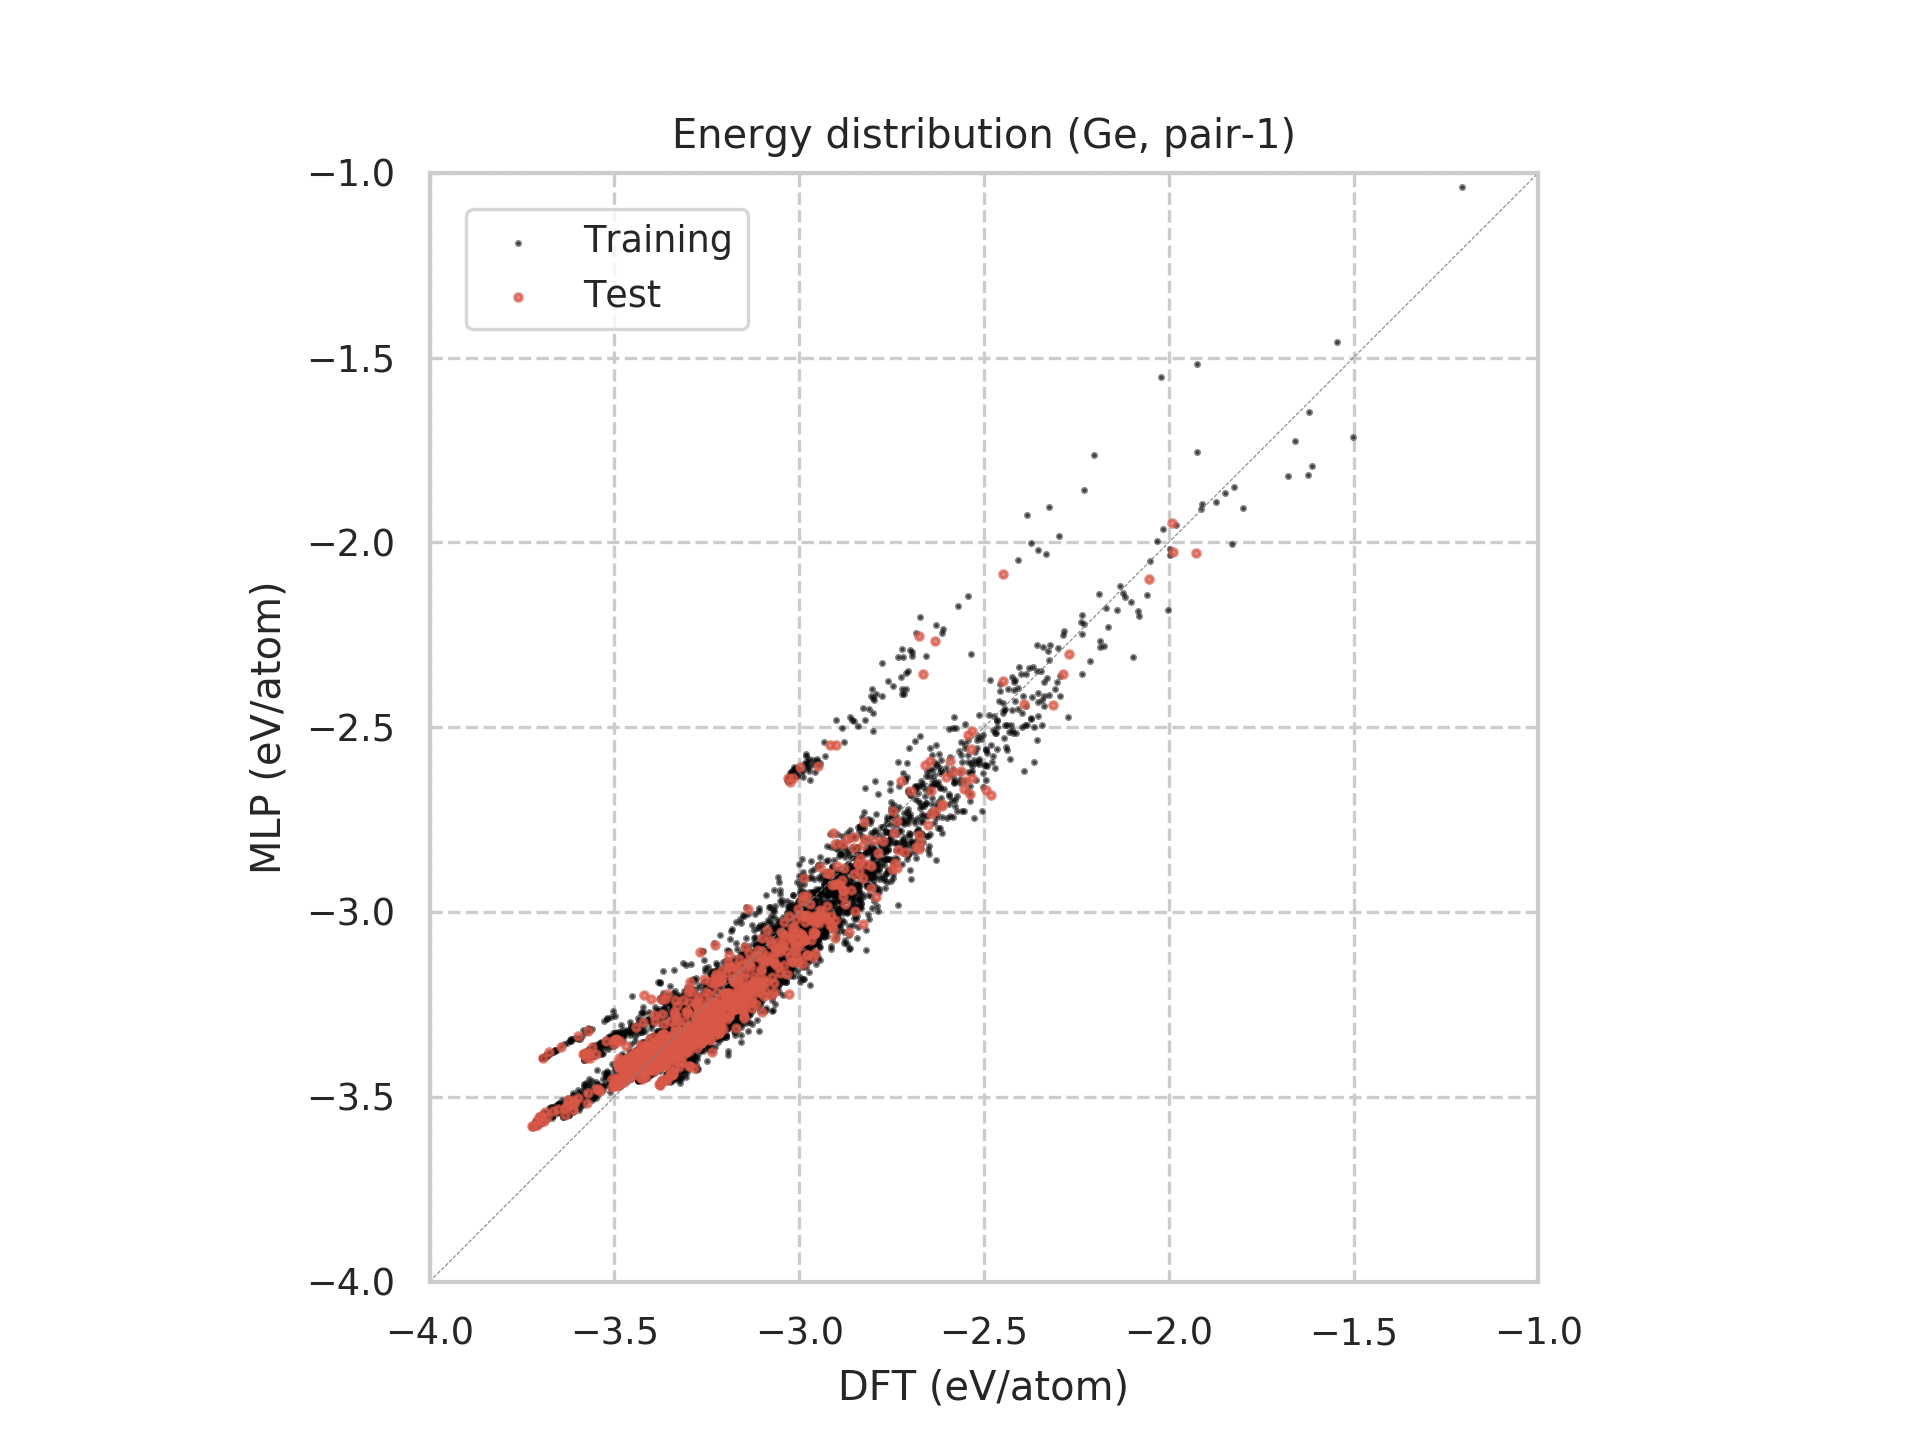 Energy distribution (Ge, pair-1)
−1.0
−1.5
−2.0
−2.5
−3.0
−3.5
−4.0
MLP (eV/atom)
Training
Test
−4.0 −3.5 −3.0 −2.5 −2.0 −1.5 −1.0
DFT (eV/atom)